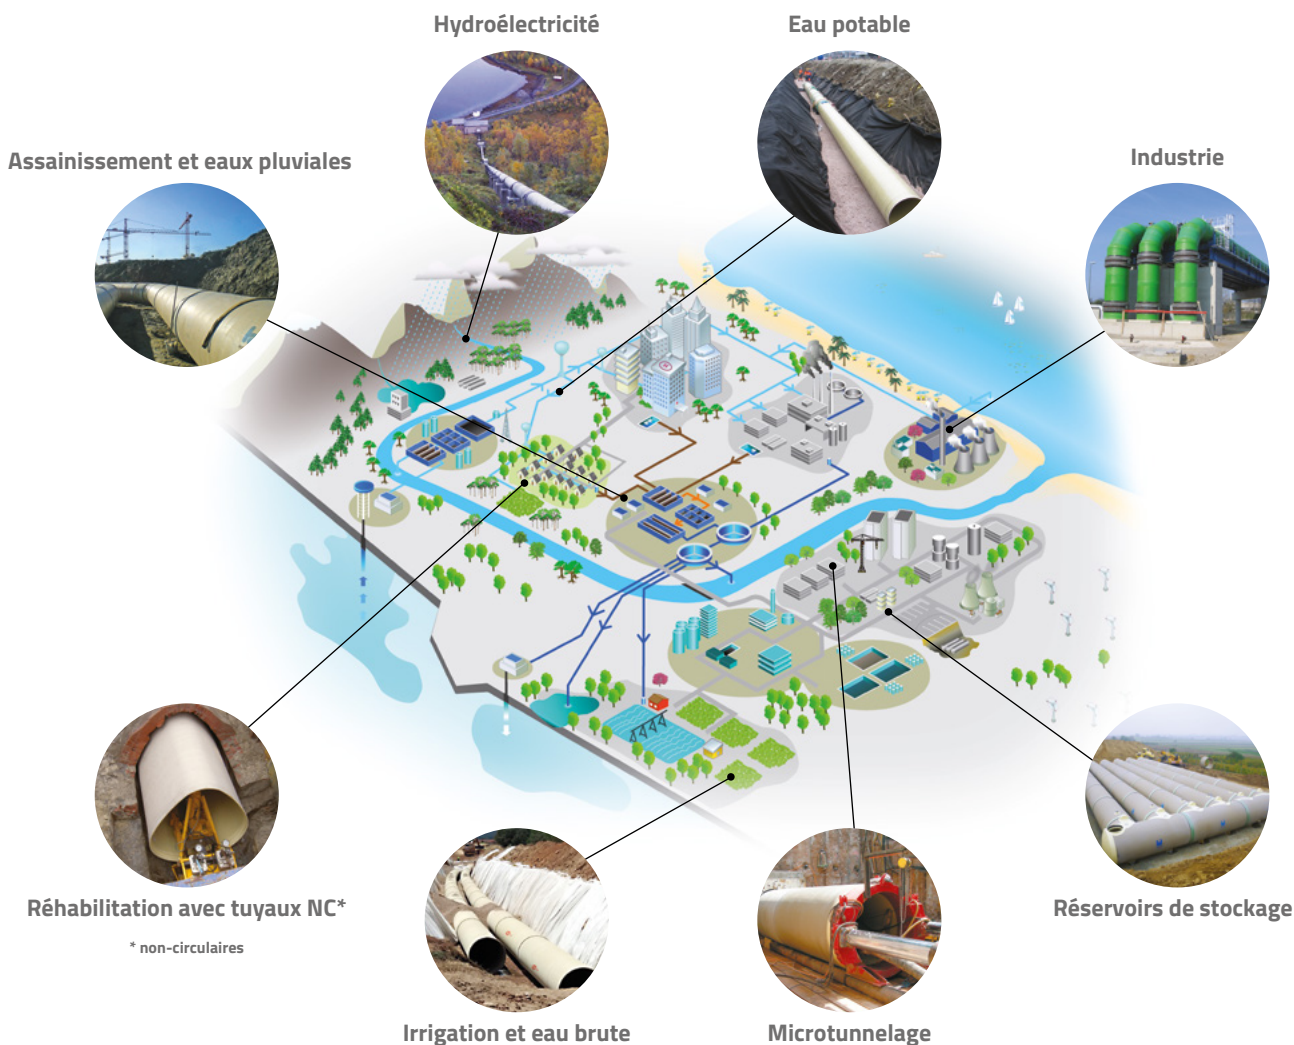 Hydroélectricité
Eau potable
Assainissement et eaux pluviales
Industrie
Réhabilitation avec tuyaux NC*
* non-circulaires
Réservoirs de stockage
Irrigation et eau brute
Microtunnelage